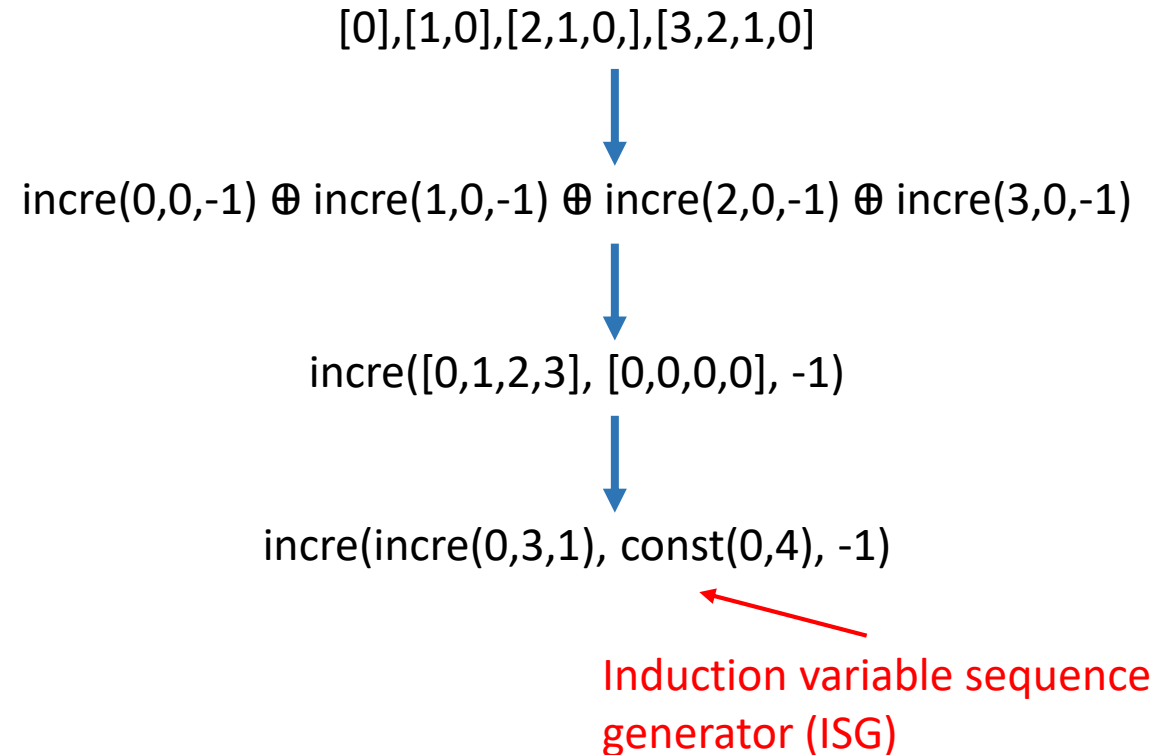 [0],[1,0],[2,1,0,],[3,2,1,0]
incre(0,0,-1) ⊕ incre(1,0,-1) ⊕ incre(2,0,-1) ⊕ incre(3,0,-1)
incre([0,1,2,3], [0,0,0,0], -1)
incre(incre(0,3,1), const(0,4), -1)
Induction variable sequence
generator (ISG)